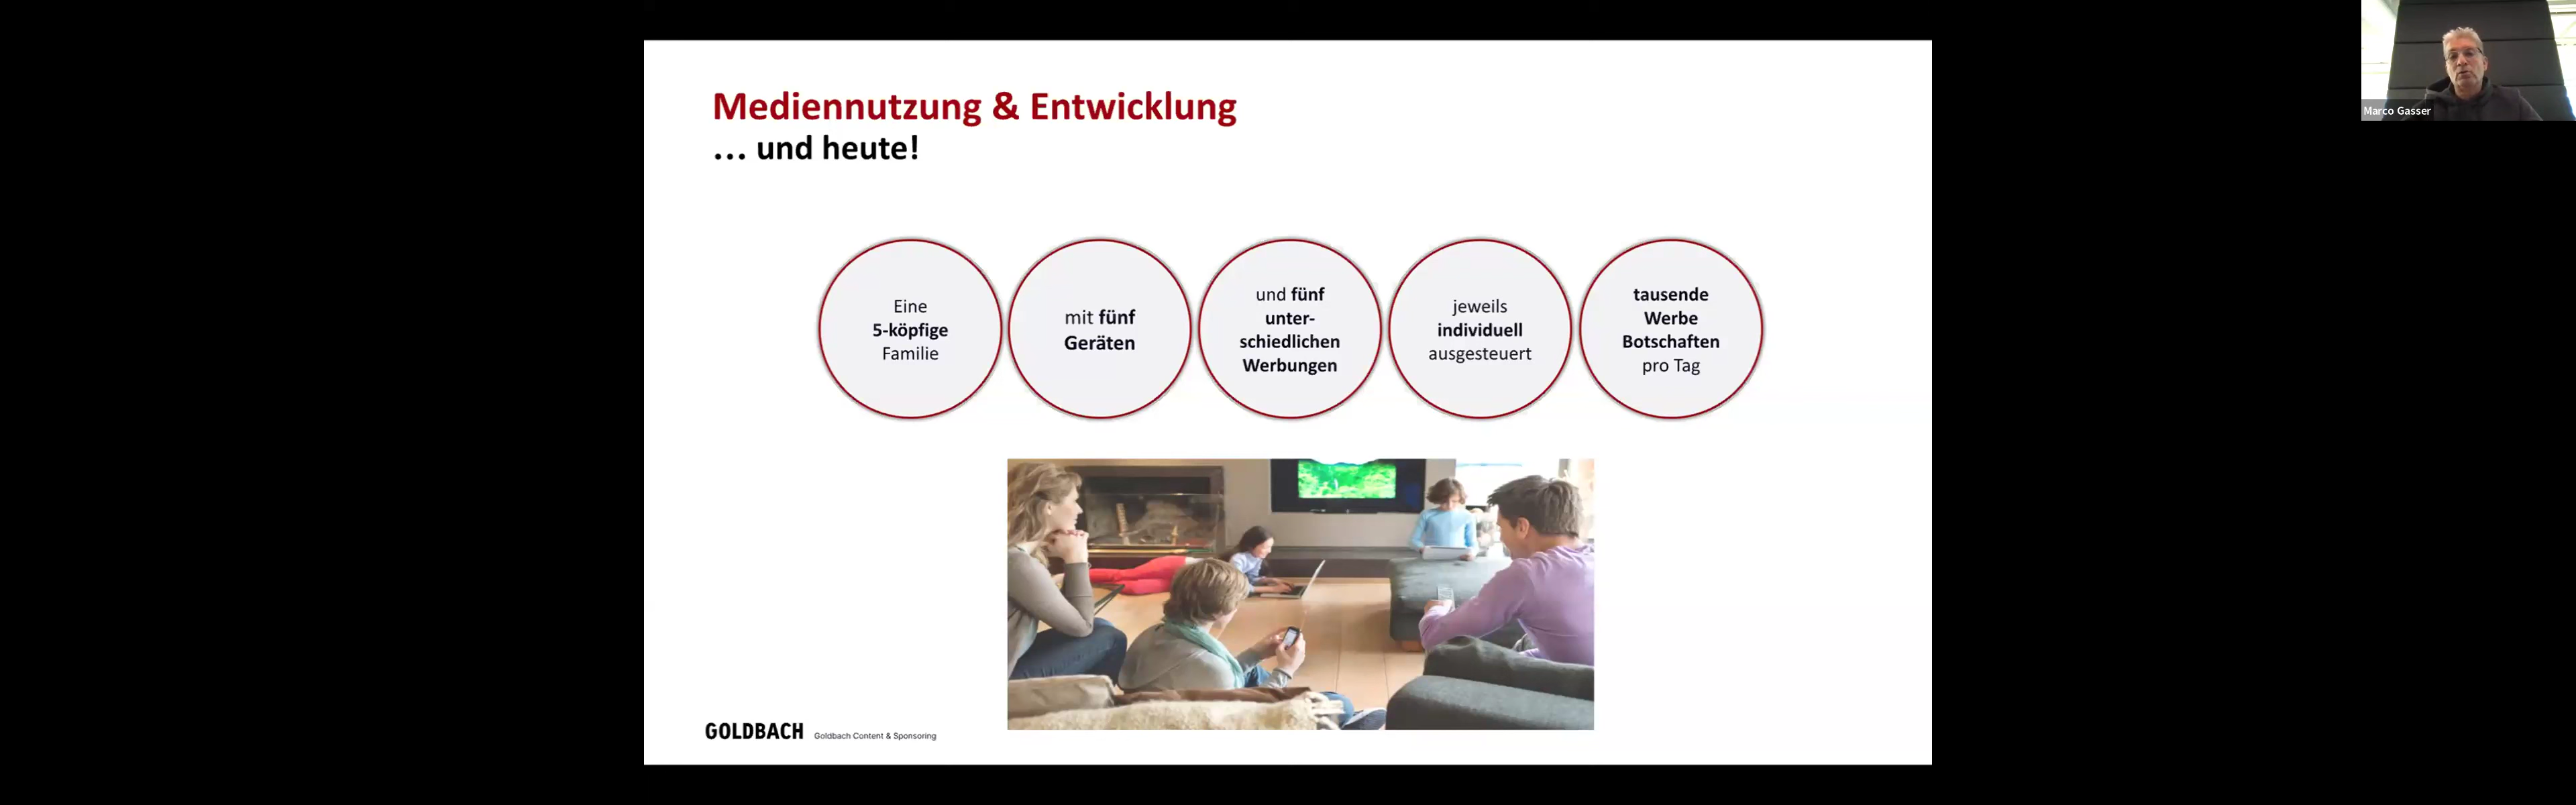 Mediennutzung & Entwicklung
... und heute!
Eine
5-köpfige
Familie
mit fünf
Geräten
und fünf
unter-
schiedlichen
Werbungen
jeweils
individuell
ausgesteuert
tausende
Werbe
Botschaften
pro Tag
GOLDBACH
Goldbach Content & Sponsoring
Marco Gasser